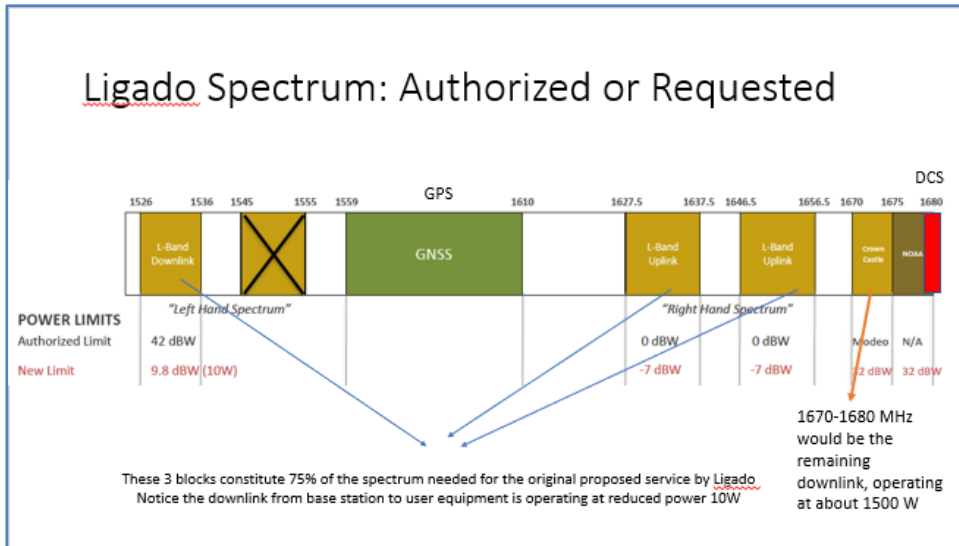 Ligado Spectrum: Authorized or Requested
GPS
DCS
1526 1536 1545 1555 1559 1610 1627.5 1637.5 1646.5 1656.5 1670 1675 1680
L-Band
Downlink
GNSS
L-Band
Uplink
L-Band
Uplink
Crown
Castle
NOAA
"Left Hand Spectrum"
"Right Hand Spectrum"
POWER LIMITS
Authorized Limit 42 dBW 0 dBW 0 dBW Modeo N/A
New Limit 9.8 dBW (10W) -7 dBW -7 dBW 32 dBW 32 dBW
1670-1680 MHz
would be the
remaining
downlink, operating
at about 1500 W
These 3 blocks constitute 75% of the spectrum needed for the original proposed service by Ligado
Notice the downlink from base station to user equipment is operating at reduced power 10W